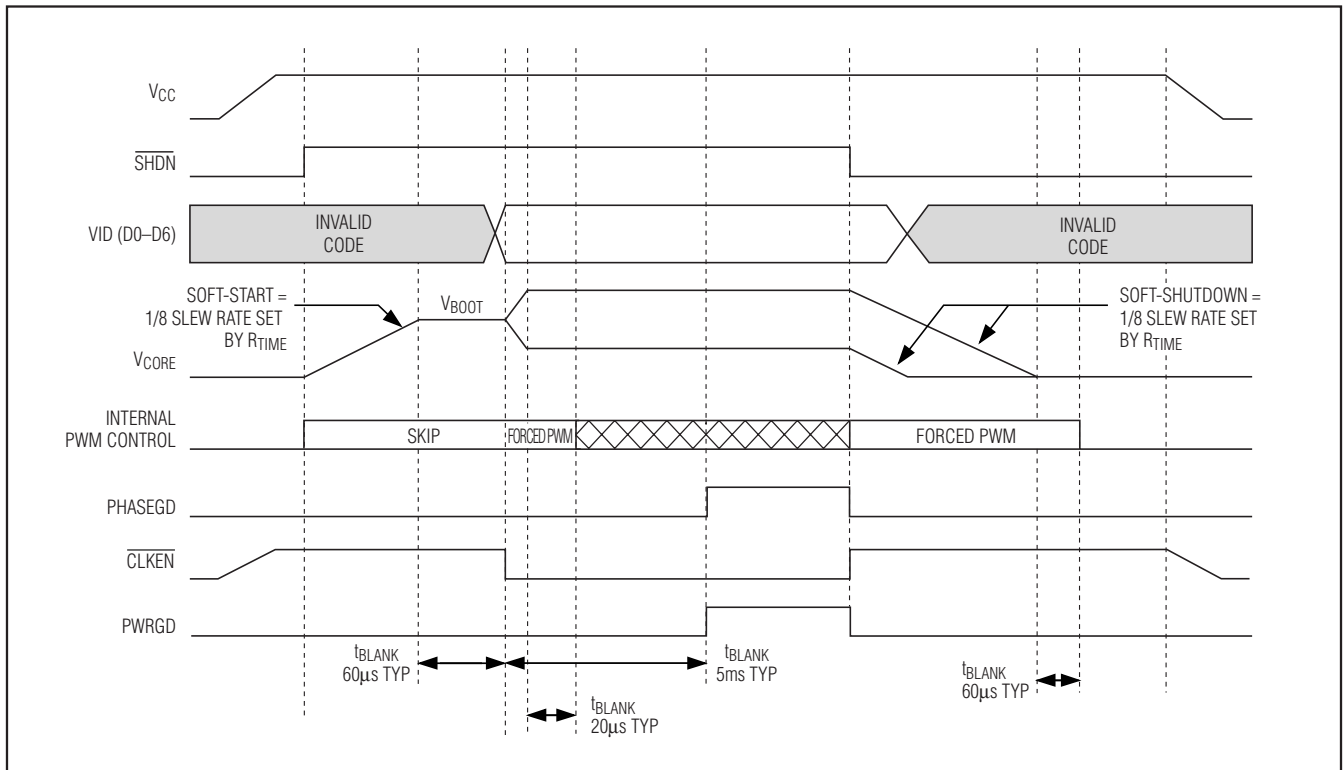 VCC
SHDN
VID (D0–D6)
INVALID
CODE
INVALID
CODE
SOFT-START =
1/8 SLEW RATE SET
BY RTIME
VBOOT
SOFT-SHUTDOWN =
1/8 SLEW RATE SET
BY RTIME
VCORE
INTERNAL
PWM CONTROL
SKIP
FORCED PWM
FORCED PWM
PHASEGD
CLKEN
PWRGD
tBLANK
60μs TYP
tBLANK
5ms TYP
tBLANK
60μs TYP
tBLANK
20μs TYP